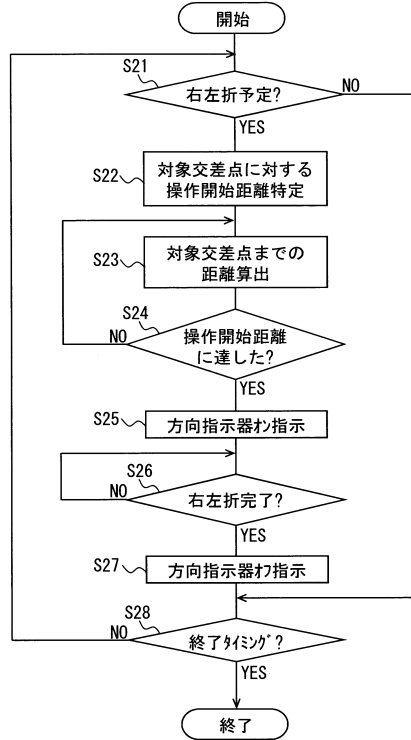 開始
S21
右左折予定?
NO
YES
S22
対象交差点に対する
操作開始距離特定
S23
対象交差点までの
距離算出
S24
操作開始距離
に達した?
NO
YES
S25
方向指示器ｵﾝ指示
S26
右左折完了?
NO
YES
S27
方向指示器ｵﾌ指示
S28
終了ﾀｲﾐﾝｸﾞ?
NO
YES
終了